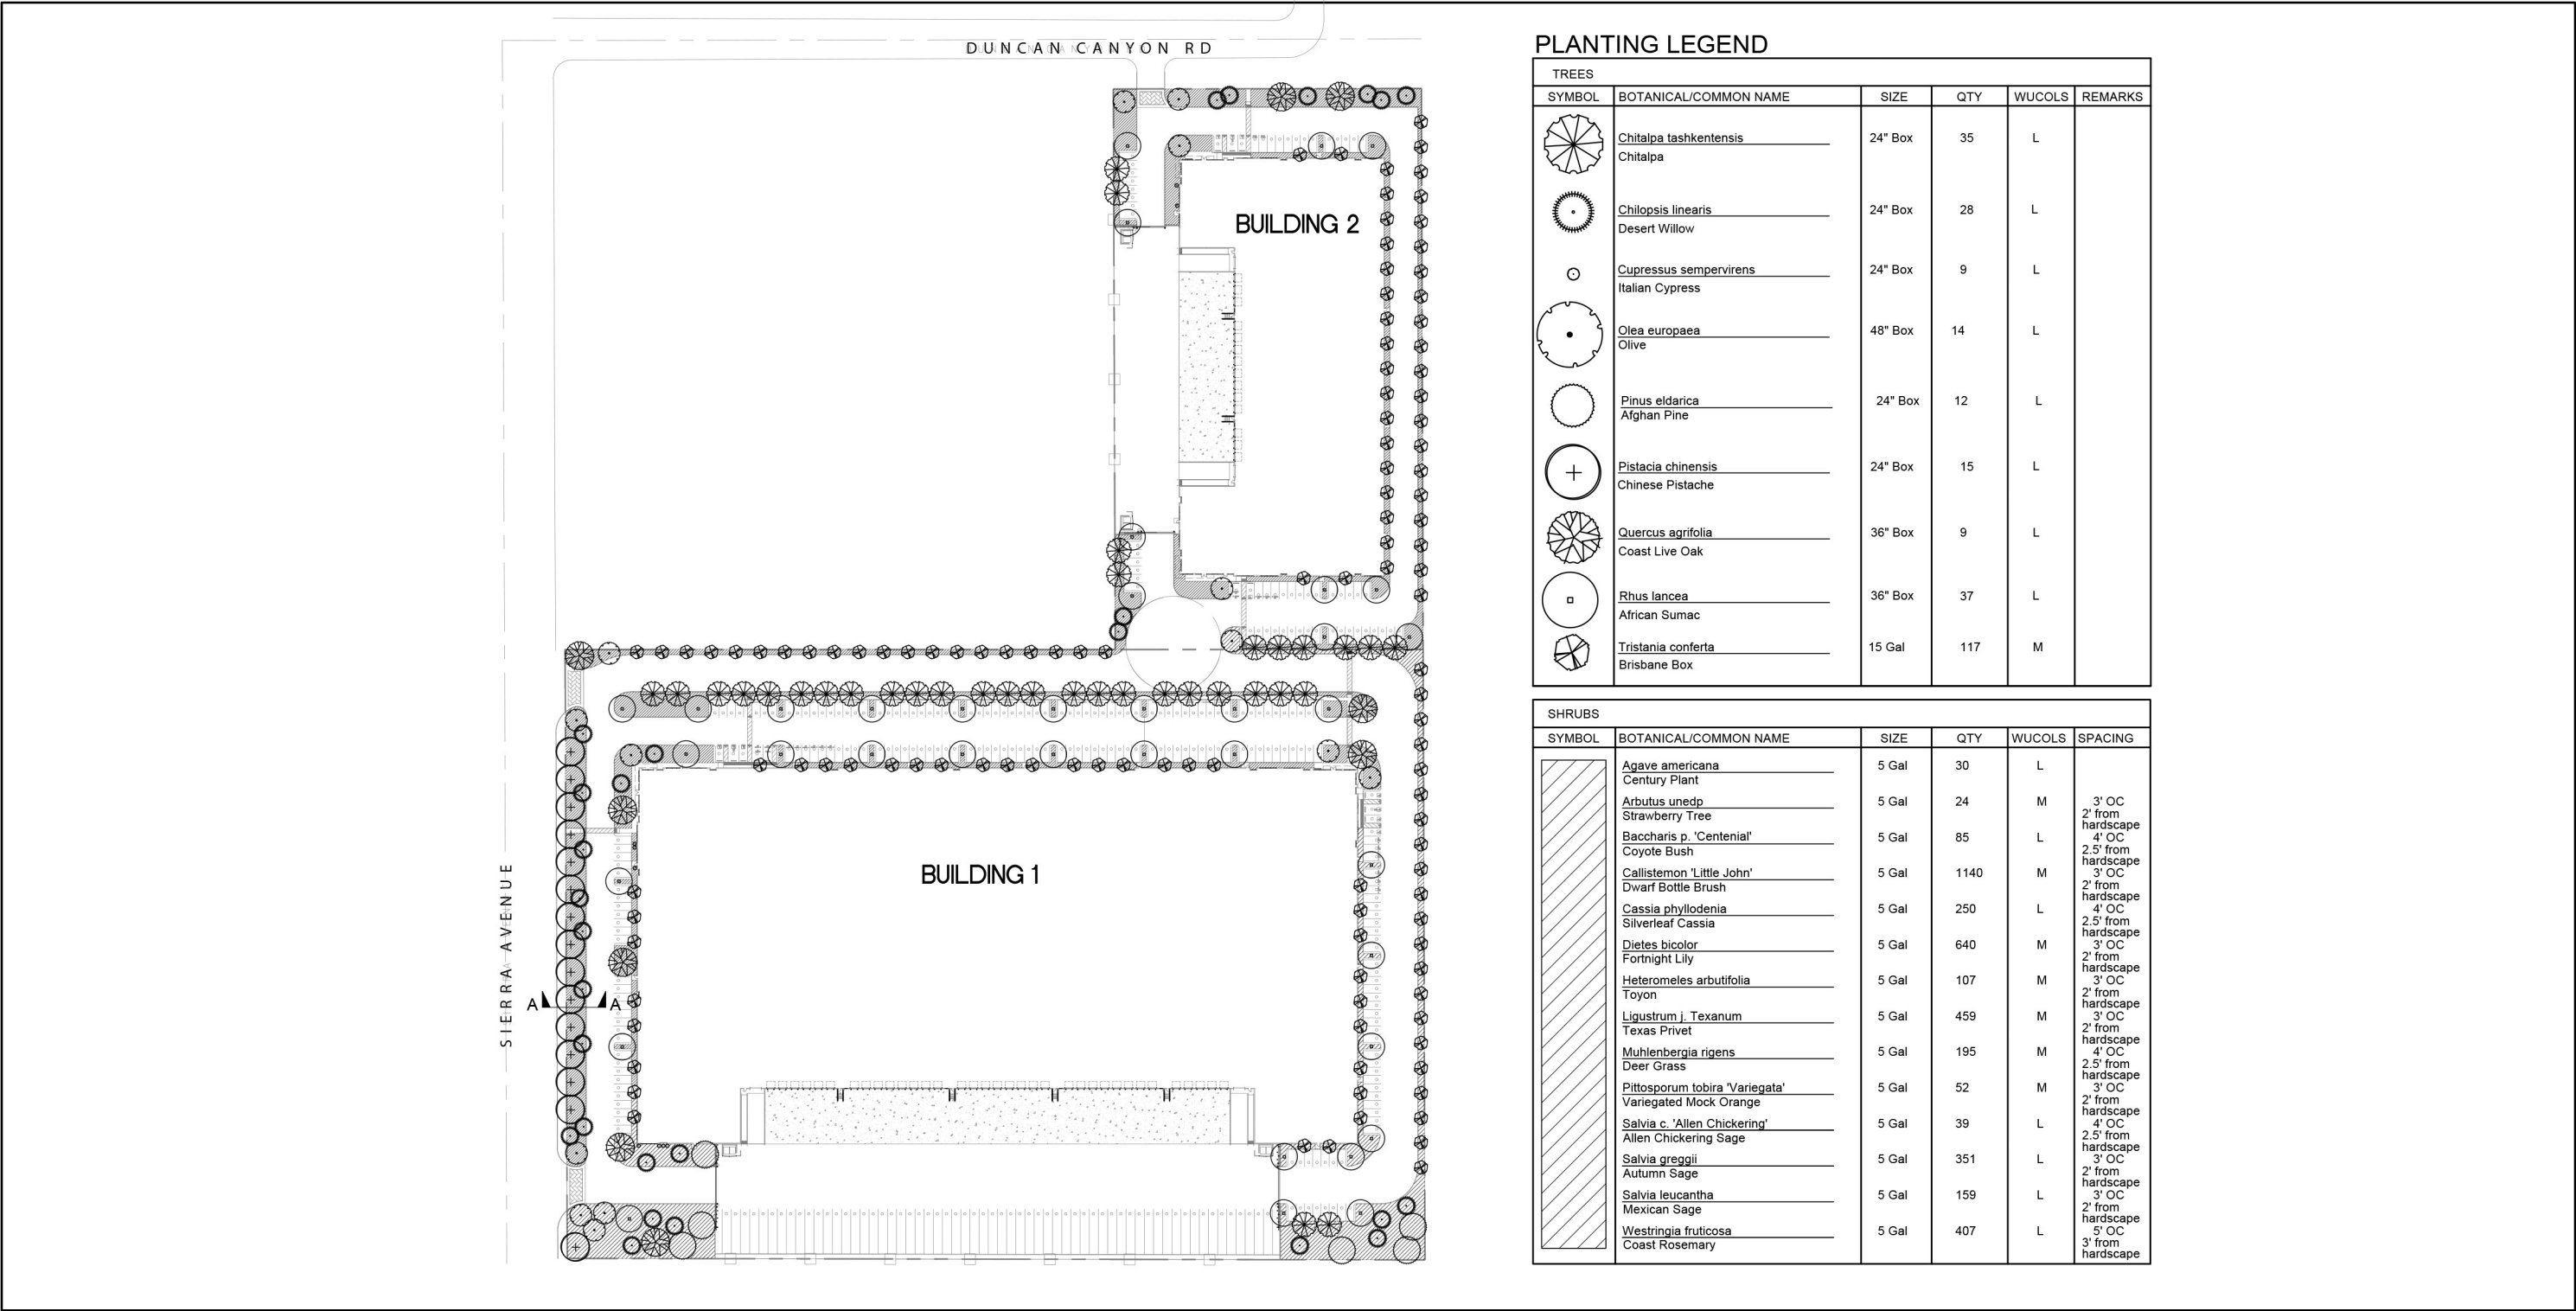 DUNCAN CANYON RD
BUILDING 2
BUILDING 1
SIERRA AVENUE
A A
PLANTING LEGEND
TREES
SYMBOL BOTANICAL/COMMON NAME SIZE QTY WUCOLS REMARKS
Chitalpa tashkentensis 24" Box 35 L
Chitalpa
Chilopsis linearis 24" Box 28 L
Desert Willow
Cupressus sempervirens 24" Box 9 L
Italian Cypress
Olea europaea 48" Box 14 L
Olive
Pinus eldarica 24" Box 12 L
Afghan Pine
Pistacia chinensis 24" Box 15 L
Chinese Pistache
Quercus agrifolia 36" Box 9 L
Coast Live Oak
Rhus lancea 36" Box 37 L
African Sumac
Tristania conferta 15 Gal 117 M
Brisbane Box
SHRUBS
SYMBOL BOTANICAL/COMMON NAME SIZE QTY WUCOLS SPACING
Agave americana 5 Gal 30 L
Century Plant
Arbutus unedp 5 Gal 24 M 3' OC
Strawberry Tree 2' from
hardscape
Baccharis p. 'Centenial' 5 Gal 85 L 4' OC
Coyote Bush 2.5' from
hardscape
Callistemon 'Little John' 5 Gal 1140 M 3' OC
Dwarf Bottle Brush 2' from
hardscape
Cassia phyllodenia 5 Gal 250 L 4' OC
Silverleaf Cassia 2.5' from
hardscape
Dietes bicolor 5 Gal 640 M 3' OC
Fortnight Lily 2' from
hardscape
Heteromeles arbutifolia 5 Gal 107 M 3' OC
Toyon 2' from
hardscape
Ligustrum j. Texanum 5 Gal 459 M 3' OC
Texas Privet 2' from
hardscape
Muhlenbergia rigens 5 Gal 195 M 4' OC
Deer Grass 2.5' from
hardscape
Pittosporum tobira 'Variegata' 5 Gal 52 M 3' OC
Variegated Mock Orange 2' from
hardscape
Salvia c. 'Allen Chickering' 5 Gal 39 L 4' OC
Allen Chickering Sage 2.5' from
hardscape
Salvia greggii 5 Gal 351 L 3' OC
Autumn Sage 2' from
hardscape
Salvia leucantha 5 Gal 159 L 3' OC
Mexican Sage 2' from
hardscape
Westringia fruticosa 5 Gal 407 L 5' OC
Coast Rosemary 3' from
hardscape